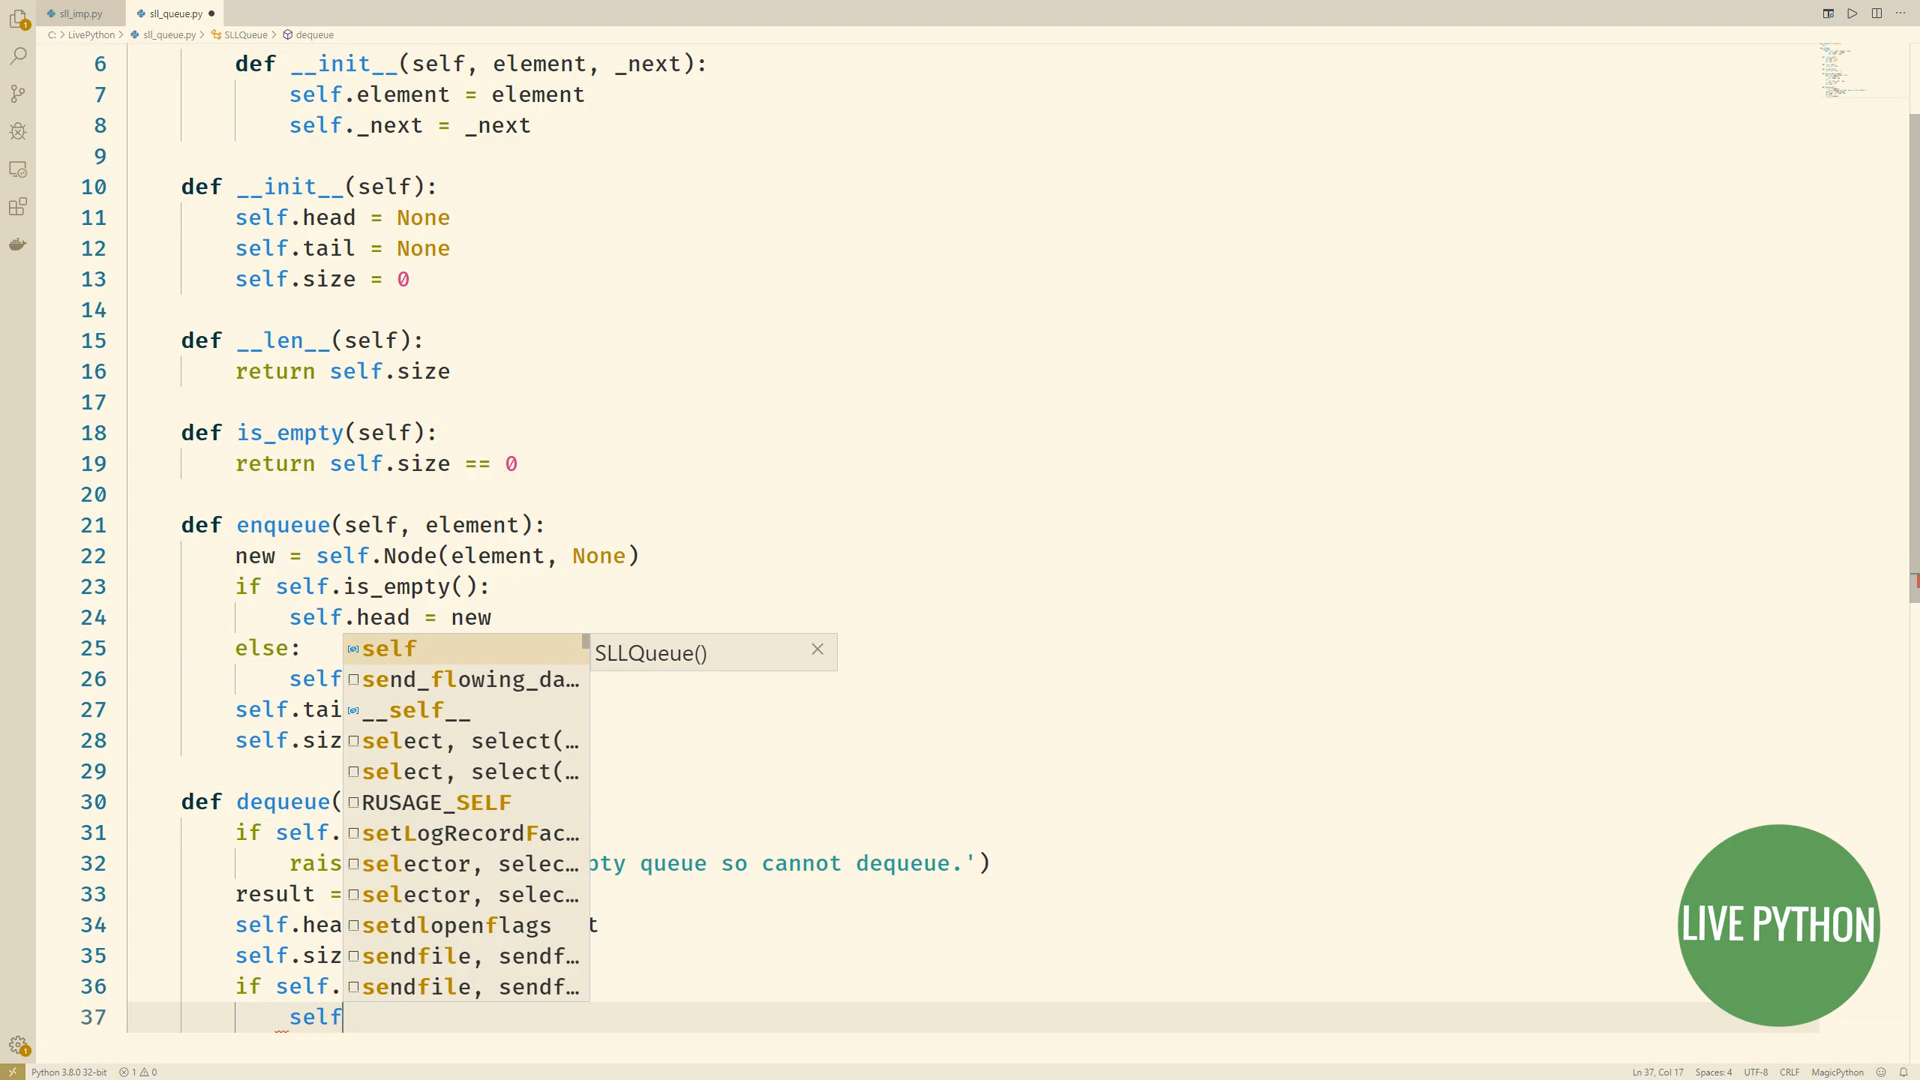 sll_imp.py sll_queue.py
C: > LivePython > sll_queue.py > SLLQueue > dequeue
6 def __init__(self, element, _next):
7 self.element = element
8 self._next = _next
9
10 def __init__(self):
11 self.head = None
12 self.tail = None
13 self.size = 0
14
15 def __len__(self):
16 return self.size
17
18 def is_empty(self):
19 return self.size == 0
20
21 def enqueue(self, element):
22 new = self.Node(element, None)
23 if self.is_empty():
24 self.head = new
25 else: self SLLQueue()
26 self send_flowing_da…
27 self.tai __self__
28 self.siz select, select(…
29 select, select(…
30 def dequeue( RUSAGE_SELF
31 if self. setLogRecordFac…
32 rais selector, selec… pty queue so cannot dequeue.')
33 result = selector, selec…
34 self.hea setdlopenflags t
35 self.siz sendfile, sendf…
36 if self. sendfile, sendf…
37 self
LIVE PYTHON
Python 3.8.0 32-bit 1 0 Ln 37, Col 17 Spaces: 4 UTF-8 CRLF MagicPython